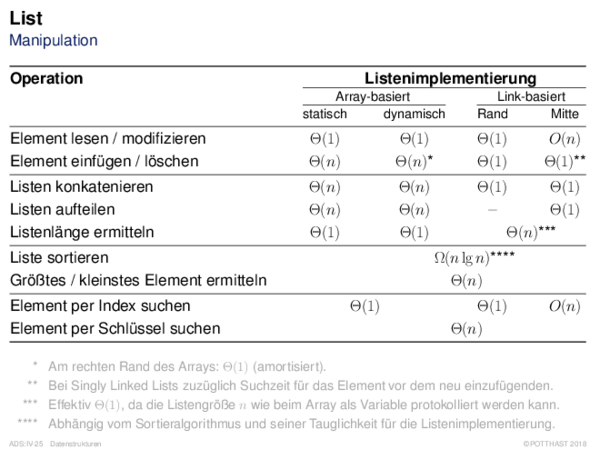 List
Manipulation
Operation Listenimplementierung
Array-basiert Link-basiert
statisch dynamisch Rand Mitte
Element lesen / modifizieren Θ(1) Θ(1) Θ(1) O(n)
Element einfügen / löschen Θ(n) Θ(n)* Θ(1) Θ(1)**
Listen konkatenieren Θ(n) Θ(n) Θ(1) Θ(1)
Listen aufteilen Θ(n) Θ(n) – Θ(1)
Listenlänge ermitteln Θ(1) Θ(1) Θ(n)***
Liste sortieren Ω(n lg n)****
Größtes / kleinstes Element ermitteln Θ(n)
Element per Index suchen Θ(1) Θ(1) O(n)
Element per Schlüssel suchen Θ(n)
* Am rechten Rand des Arrays: Θ(1) (amortisiert).
** Bei Singly Linked Lists zuzüglich Suchzeit für das Element vor dem neu einzufügenden.
*** Effektiv Θ(1), da die Listengröße n wie beim Array als Variable protokolliert werden kann.
**** Abhängig vom Sortieralgorithmus und seiner Tauglichkeit für die Listenimplementierung.
ADS:IV-25 Datenstrukturen ©POTTHAST 2018